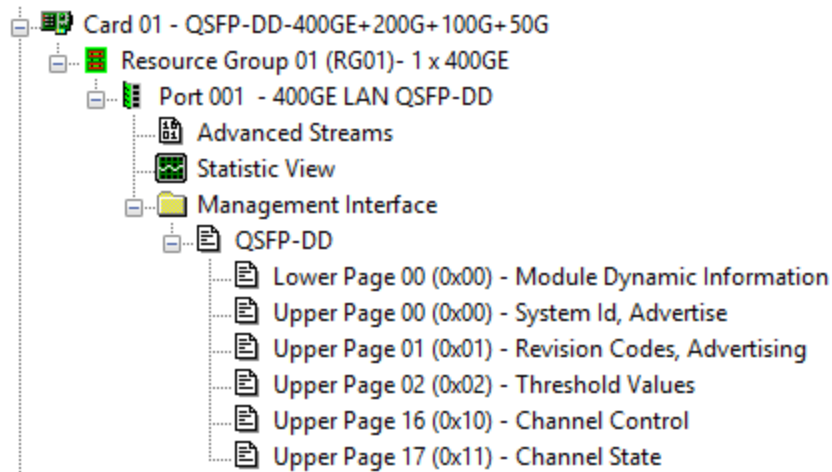 Card 01 - QSFP-DD-400GE+200G+100G+50G
Resource Group 01 (RG01)- 1 x 400GE
Port 001 - 400GE LAN QSFP-DD
Advanced Streams
Statistic View
Management Interface
QSFP-DD
Lower Page 00 (0x00) - Module Dynamic Information
Upper Page 00 (0x00) - System Id, Advertise
Upper Page 01 (0x01) - Revision Codes, Advertising
Upper Page 02 (0x02) - Threshold Values
Upper Page 16 (0x10) - Channel Control
Upper Page 17 (0x11) - Channel State